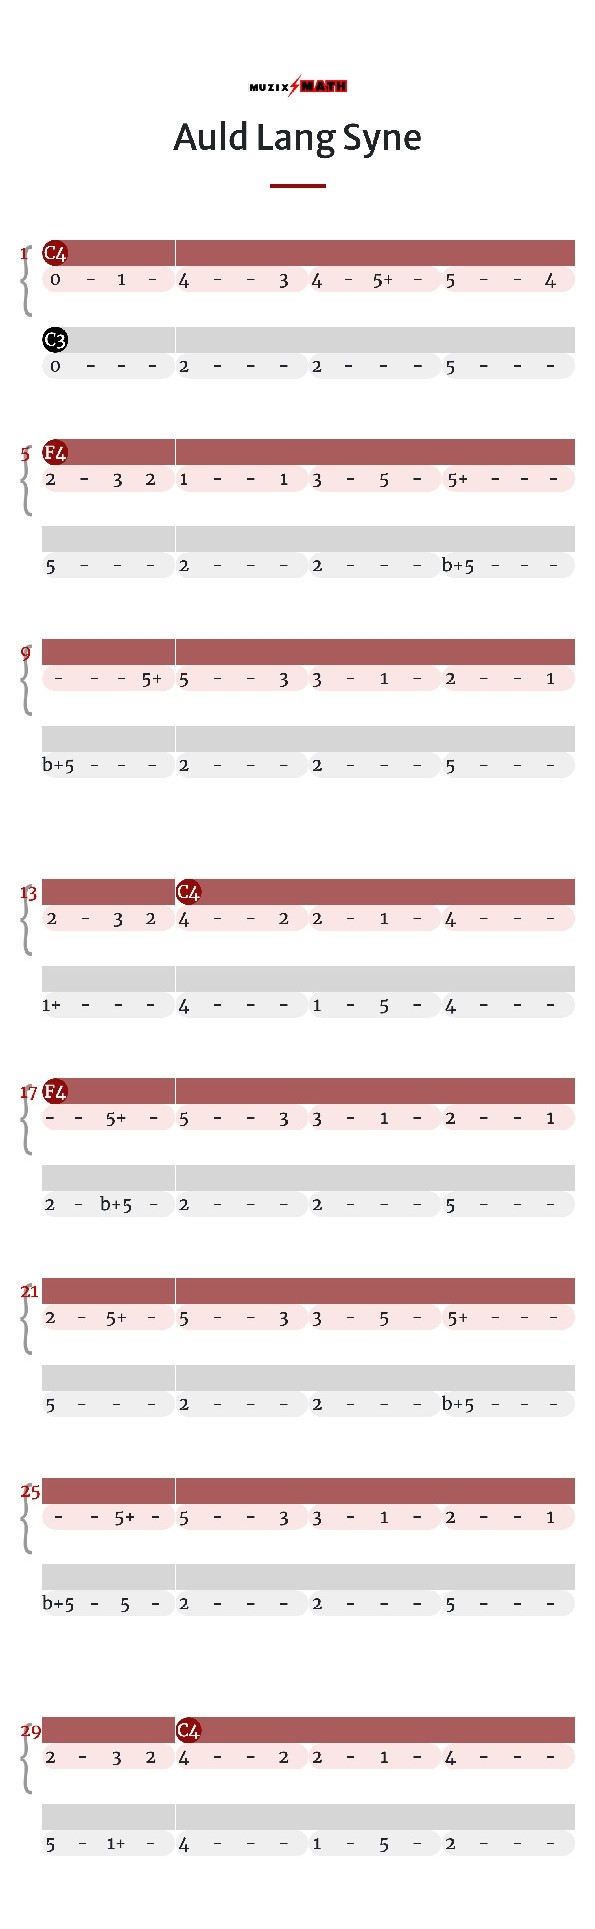 MUZIX MATH
Auld Lang Syne
1 C4
0 - 1 - 4 - - 3 4 - 5+ - 5 - - 4
C3
0 - - - 2 - - - 2 - - - 5 - - -
5 F4
2 - 3 2 1 - - 1 3 - 5 - 5+ - - -
5 - - - 2 - - - 2 - - - b+5 - - -
9
- - - 5+ 5 - - 3 3 - 1 - 2 - - 1
b+5 - - - 2 - - - 2 - - - 5 - - -
13 C4
2 - 3 2 4 - - 2 2 - 1 - 4 - - -
1+ - - - 4 - - - 1 - 5 - 4 - - -
17 F4
- - 5+ - 5 - - 3 3 - 1 - 2 - - 1
2 - b+5 - 2 - - - 2 - - - 5 - - -
21
2 - 5+ - 5 - - 3 3 - 5 - 5+ - - -
5 - - - 2 - - - 2 - - - b+5 - - -
25
- - 5+ - 5 - - 3 3 - 1 - 2 - - 1
b+5 - 5 - 2 - - - 2 - - - 5 - - -
29 C4
2 - 3 2 4 - - 2 2 - 1 - 4 - - -
5 - 1+ - 4 - - - 1 - 5 - 2 - - -